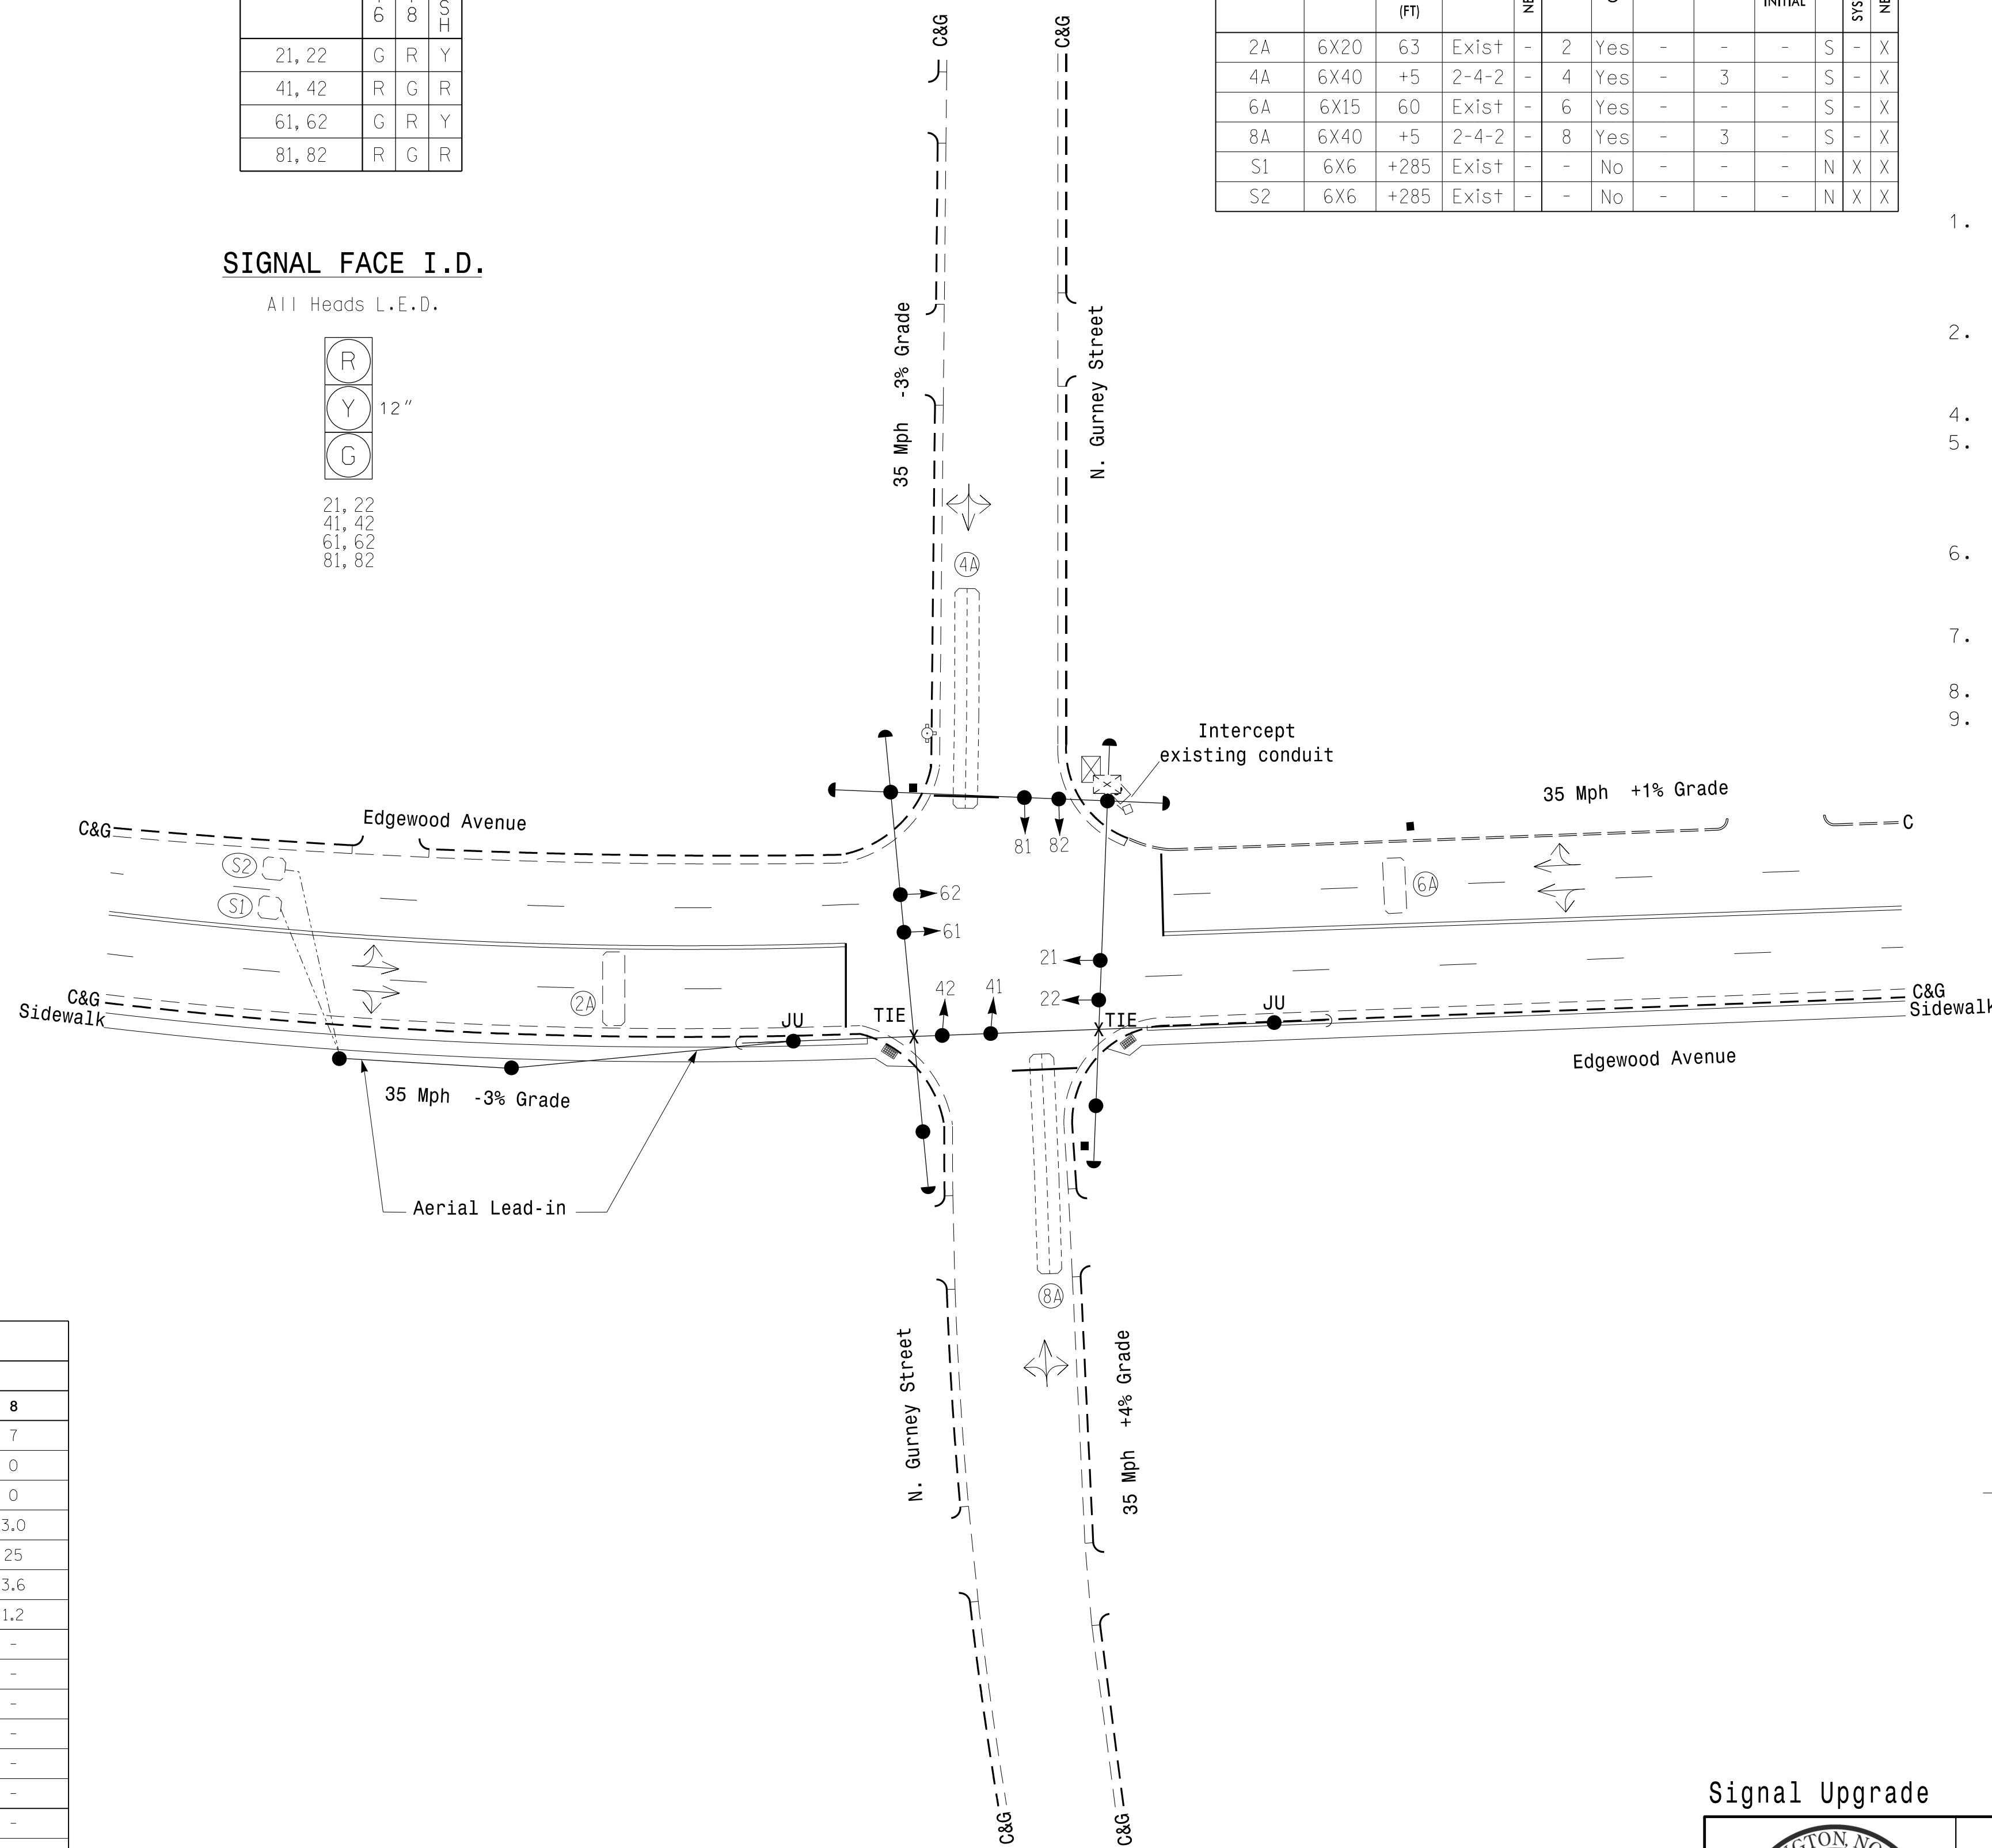 6 8 S H
21, 22 G R Y
41, 42 R G R
61, 62 G R Y
81, 82 R G R
(FT) INITIAL SYS
2A 6X20 63 Exist - 2 Yes - - - S - X
4A 6X40 +5 2-4-2 - 4 Yes - 3 - S - X
6A 6X15 60 Exist - 6 Yes - - - S - X
8A 6X40 +5 2-4-2 - 8 Yes - 3 - S - X
S1 6X6 +285 Exist - - No - - - N X X
S2 6X6 +285 Exist - - No - - - N X X
SIGNAL FACE I.D.
All Heads L.E.D.
R
Y 12"
G
21, 22
41, 42
61, 62
81, 82
C&G
C&G
35 Mph -3% Grade
N. Gurney Street
4A
1.
2.
4.
5.
6.
7.
8.
9.
Intercept
existing conduit
35 Mph +1% Grade
C&G
Edgewood Avenue
81 82
C
S2
62
6A
S1
61
21
42 41
22
2A
C&G
Sidewalk
TIE
TIE
JU
JU
C&G
Sidewalk
Edgewood Avenue
35 Mph -3% Grade
Aerial Lead-in
8A
N. Gurney Street
35 Mph +4% Grade
8
7
0
0
3.0
25
3.6
1.2
-
-
-
-
-
-
-
C&G
C&G
Signal Upgrade